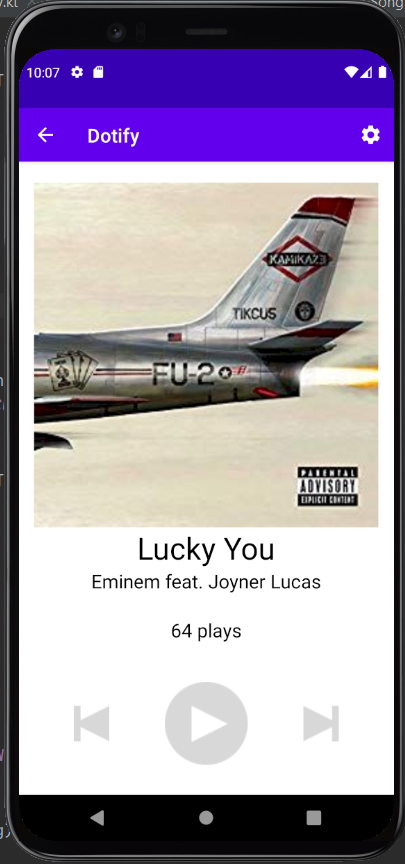 10:07
Dotify
KAMIKAZE
TIKCUS
FU-2
PARENTAL
ADVISORY
EXPLICIT CONTENT
Lucky You
Eminem feat. Joyner Lucas
64 plays